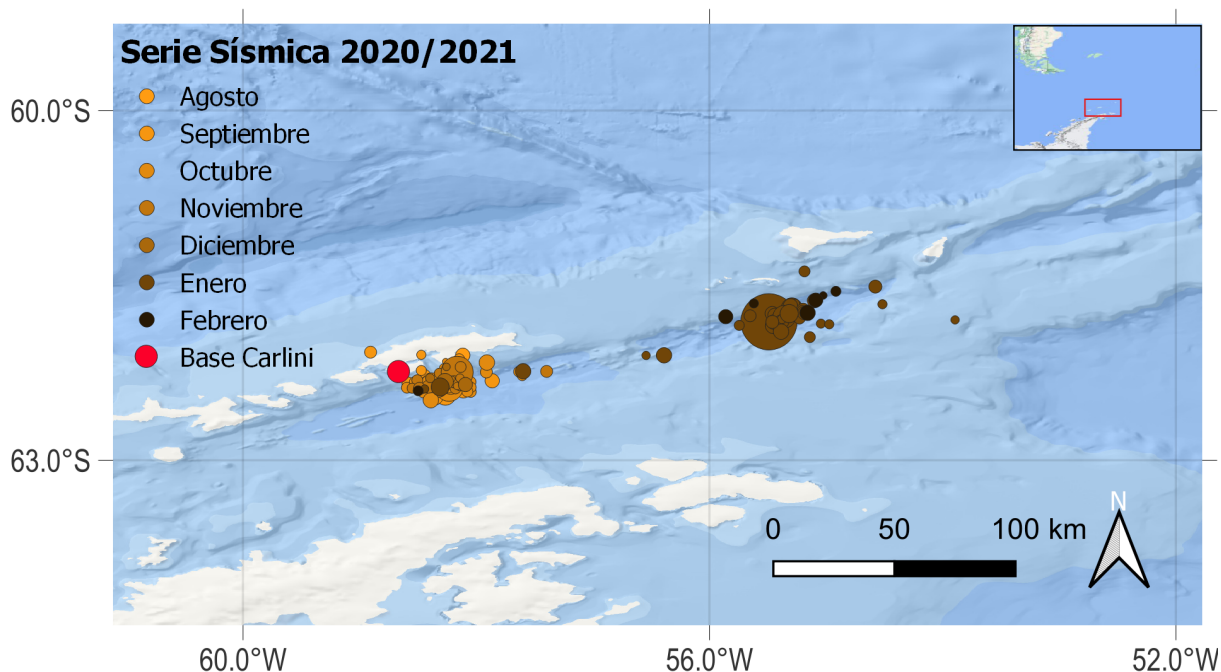 Serie Sísmica 2020/2021
Agosto
Septiembre
Octubre
Noviembre
Diciembre
Enero
Febrero
Base Carlini
60.0°S
63.0°S
N
0 50 100 km
60.0°W 56.0°W 52.0°W